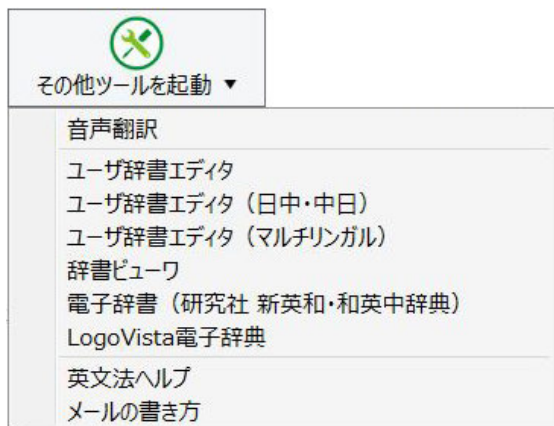 その他ツールを起動 ▼
音声翻訳
ユーザ辞書エディタ
ユーザ辞書エディタ（日中・中日）
ユーザ辞書エディタ（マルチリンガル）
辞書ビューワ
電子辞書（研究社 新英和・和英中辞典）
LogoVista電子辞典
英文法ヘルプ
メールの書き方